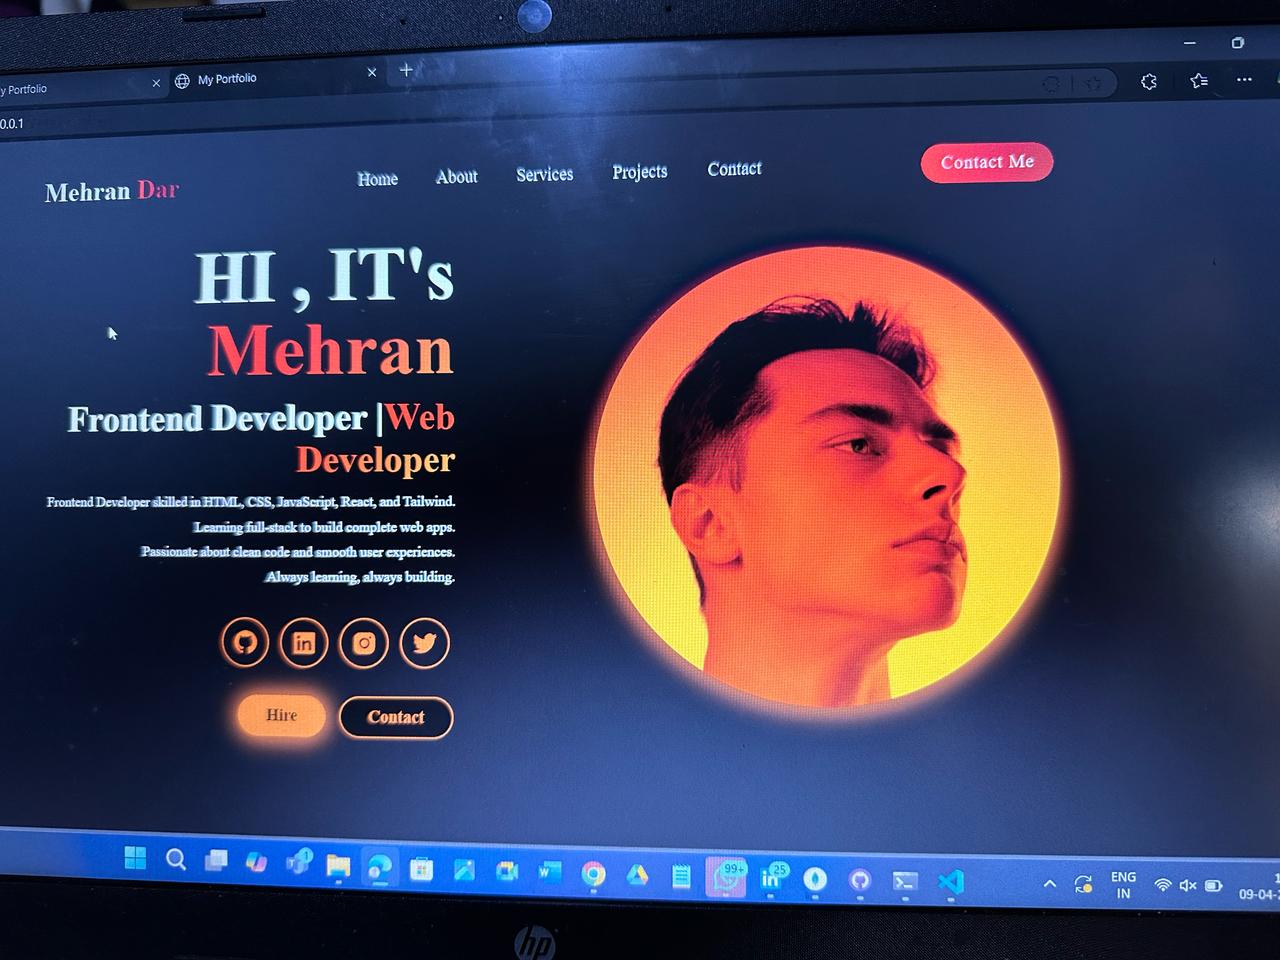 y Portfolio
My Portfolio
0.0.1
Mehran Dar
Home About Services Projects Contact
Contact Me
HI , IT's
Mehran
Frontend Developer |Web
Developer
Frontend Developer skilled in HTML, CSS, JavaScript, React, and Tailwind.
Learning full-stack to build complete web apps.
Passionate about clean code and smooth user experiences.
Always learning, always building.
in
Hire Contact
1
W
99+
in 25
ENG
IN
09-04-
hp